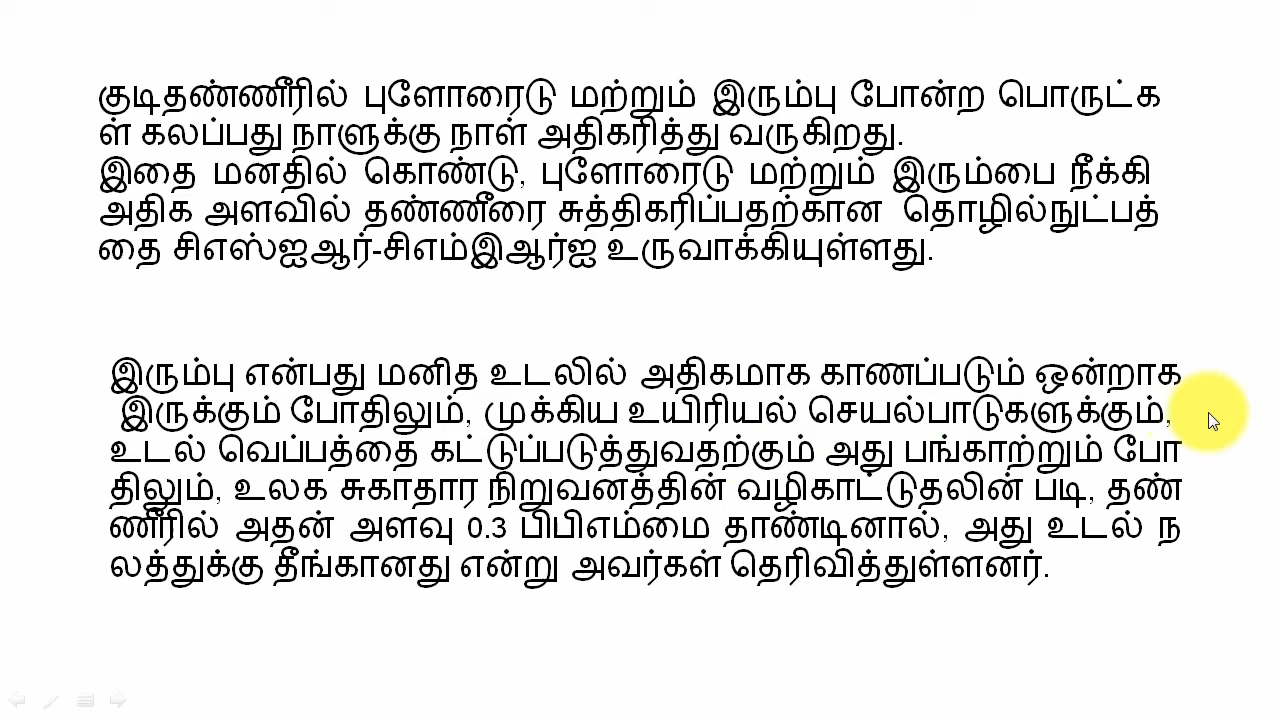 குடிதண்ணீரில் புளோரைடு மற்றும் இரும்பு போன்ற பொருட்க
ள் கலப்பது நாளுக்கு நாள் அதிகரித்து வருகிறது.
இதை மனதில் கொண்டு, புளோரைடு மற்றும் இரும்பை நீக்கி
அதிக அளவில் தண்ணீரை சுத்திகரிப்பதற்கான தொழில்நுட்பத்
தை சிஎஸ்ஐஆர்-சிஎம்இஆர்ஐ உருவாக்கியுள்ளது.
இரும்பு என்பது மனித உடலில் அதிகமாக காணப்படும் ஒன்றாக
இருக்கும் போதிலும், முக்கிய உயிரியல் செயல்பாடுகளுக்கும்,
உடல் வெப்பத்தை கட்டுப்படுத்துவதற்கும் அது பங்காற்றும் போ
திலும், உலக சுகாதார நிறுவனத்தின் வழிகாட்டுதலின் படி, தண்
ணீரில் அதன் அளவு 0.3 பிபிஎம்மை தாண்டினால், அது உடல் ந
லத்துக்கு தீங்கானது என்று அவர்கள் தெரிவித்துள்ளனர்.